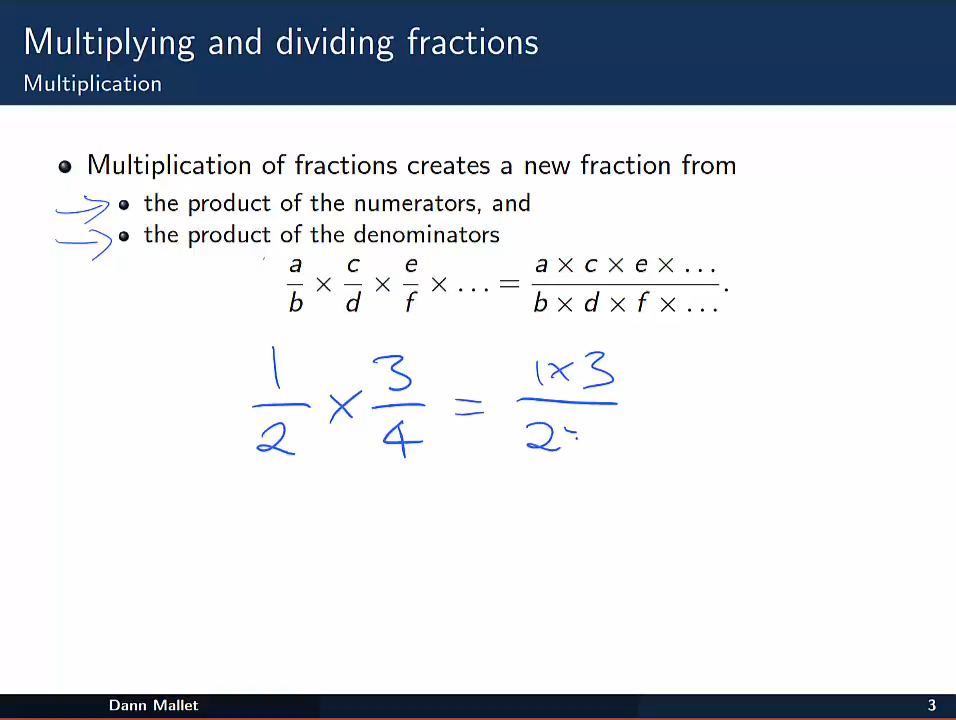 Multiplying and dividing fractions
Multiplication
Multiplication of fractions creates a new fraction from
the product of the numerators, and
the product of the denominators
a/b × c/d × e/f × ... = (a × c × e × ...)/(b × d × f × ...).
1/2 × 3/4 = (1 × 3)/(2
Dann Mallet 3